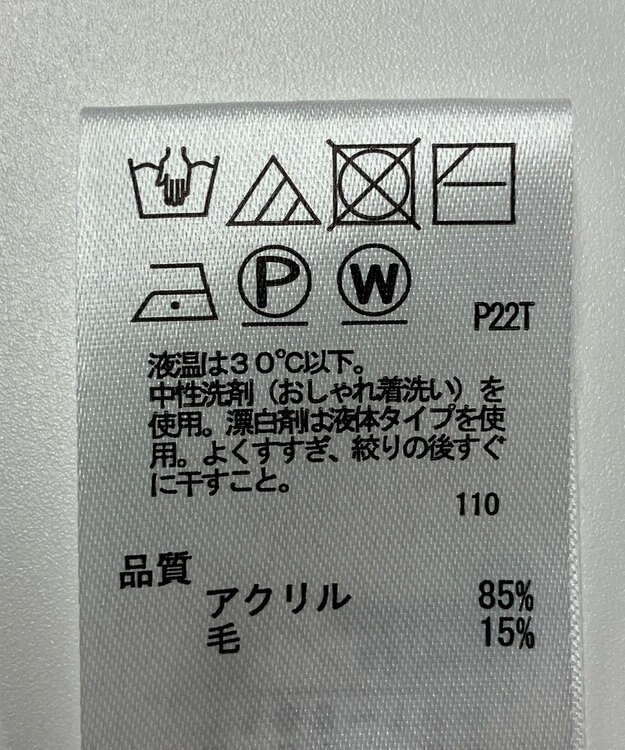 P W P22T
液温は３０℃以下。
中性洗剤（おしゃれ着洗い）を
使用。漂白剤は液体タイプを使
用。よくすすぎ、絞りの後すぐ
に干すこと。
110
品質
アクリル 85%
毛 15%